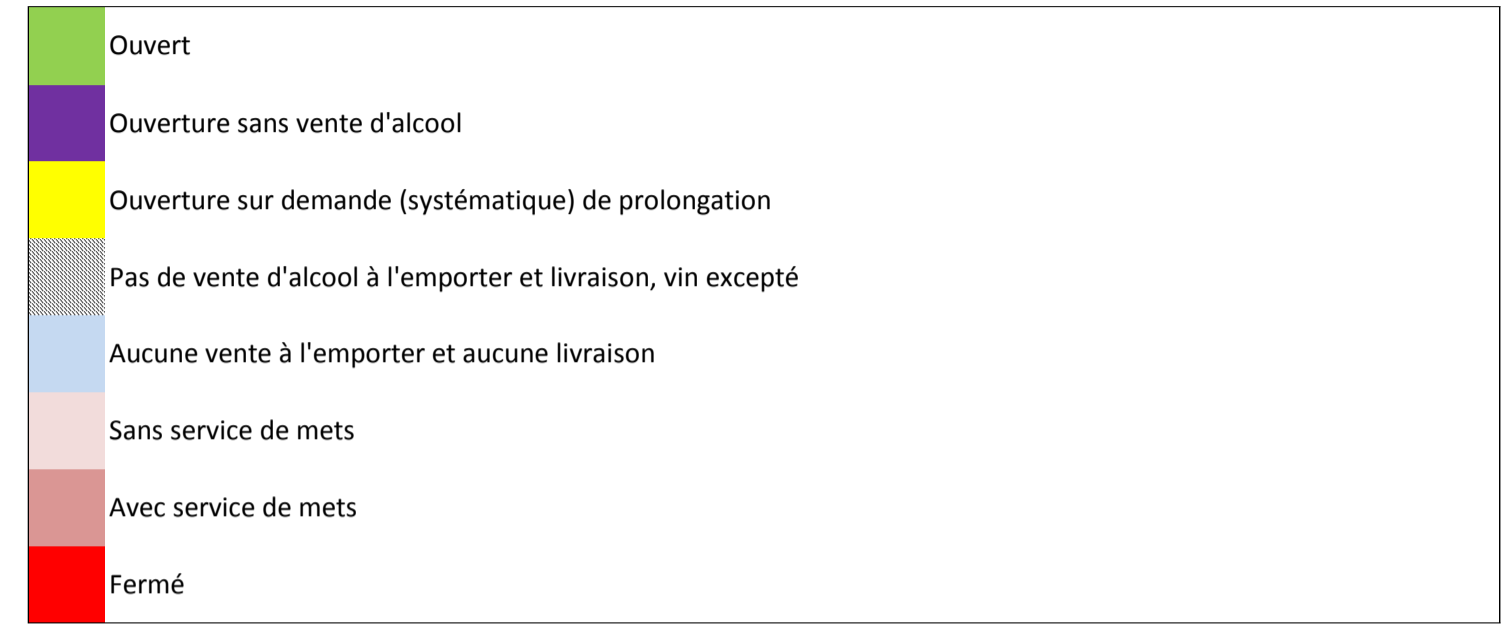 Ouvert
Ouverture sans vente d'alcool
Ouverture sur demande (systématique) de prolongation
Pas de vente d'alcool à l'emporter et livraison, vin excepté
Aucune vente à l'emporter et aucune livraison
Sans service de mets
Avec service de mets
Fermé